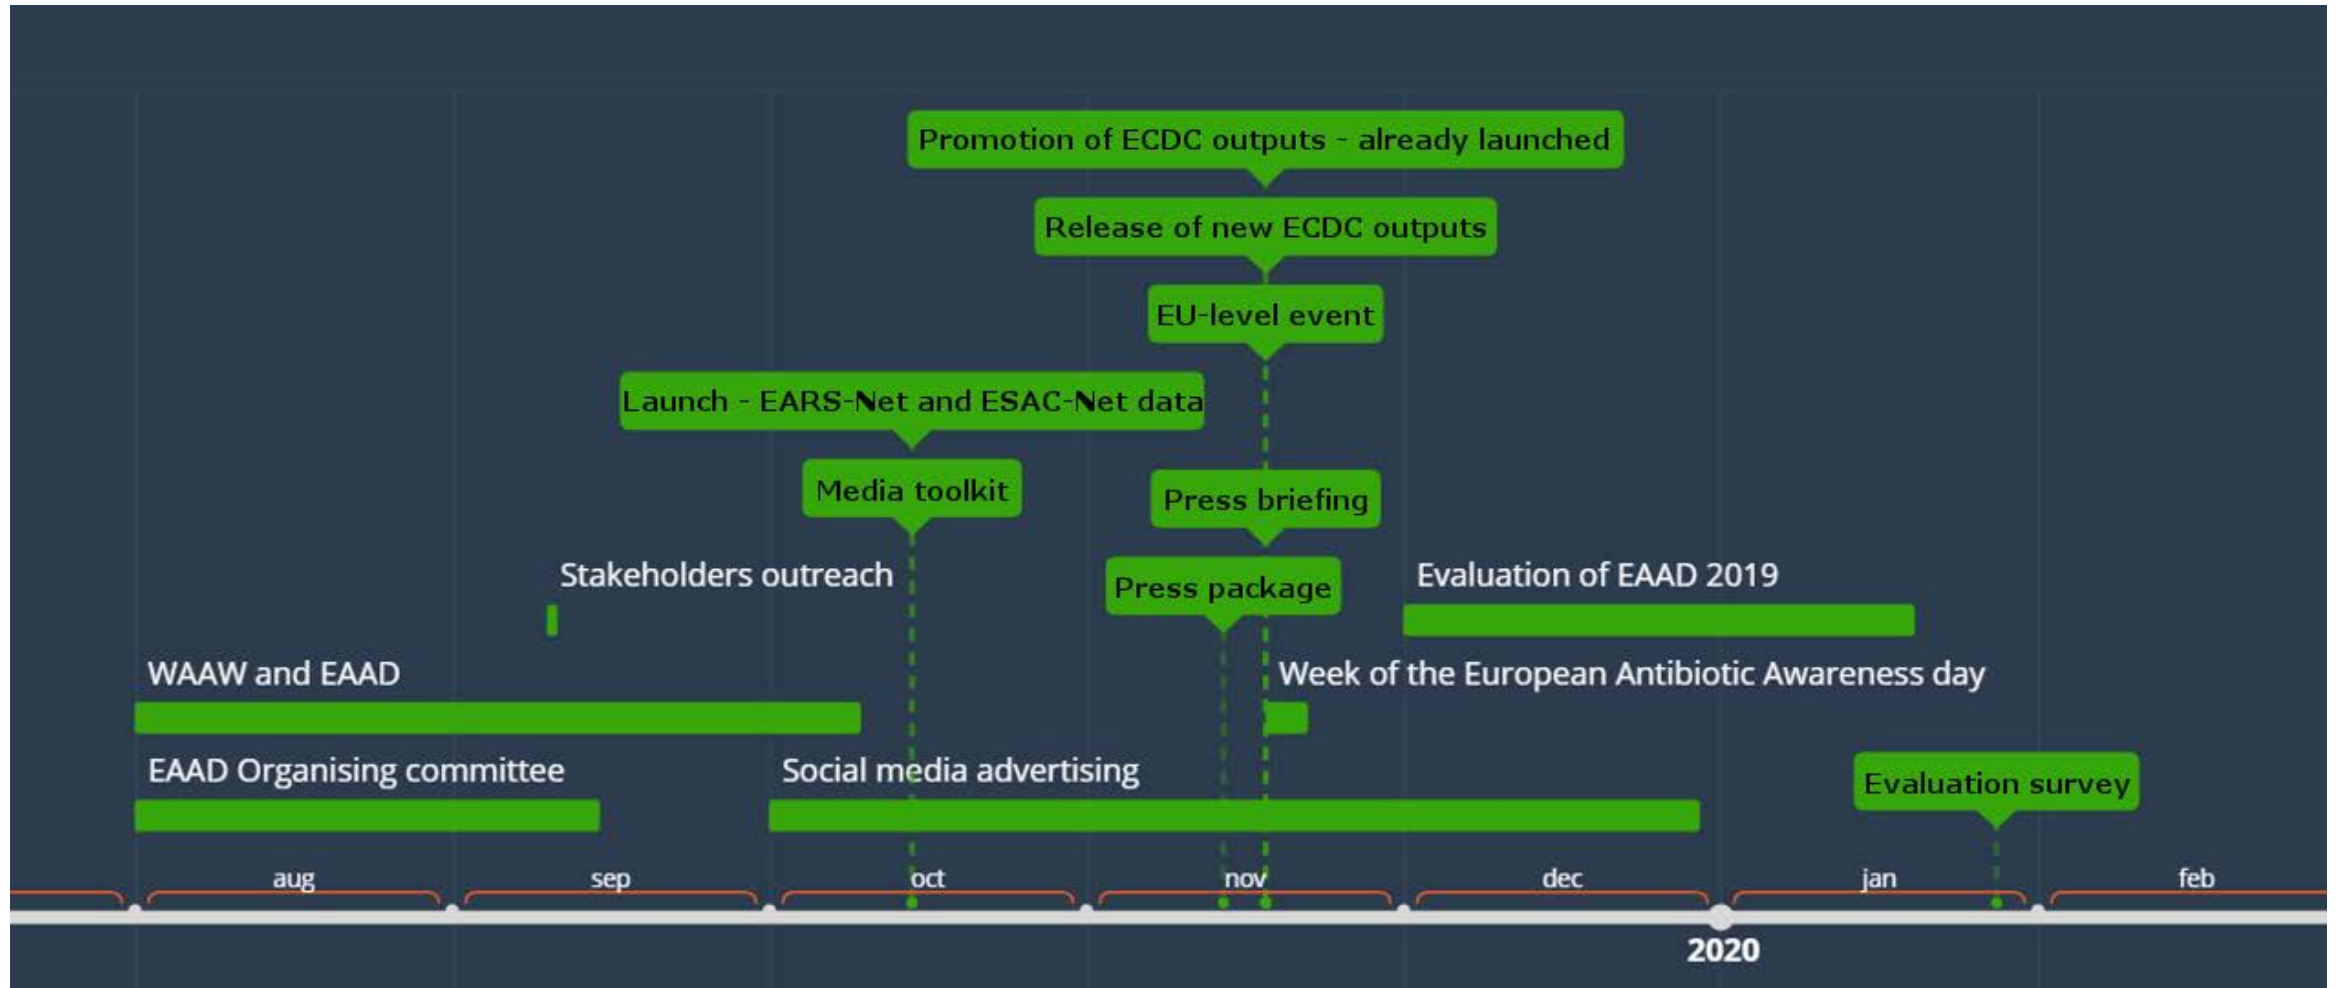 Promotion of ECDC outputs - already launched
Release of new ECDC outputs
EU-level event
Launch - EARS-Net and ESAC-Net data
Media toolkit
Press briefing
Stakeholders outreach
Press package
Evaluation of EAAD 2019
WAAW and EAAD
Week of the European Antibiotic Awareness day
EAAD Organising committee
Social media advertising
Evaluation survey
aug sep oct nov dec jan feb
2020